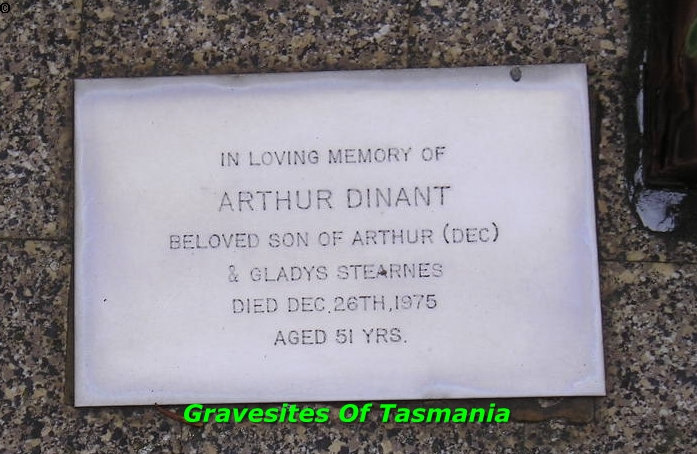 ©
IN LOVING MEMORY OF
ARTHUR DINANT
BELOVED SON OF ARTHUR (DEC)
& GLADYS STEARNES
DIED DEC. 26TH, 1975
AGED 51 YRS.
Gravesites Of Tasmania